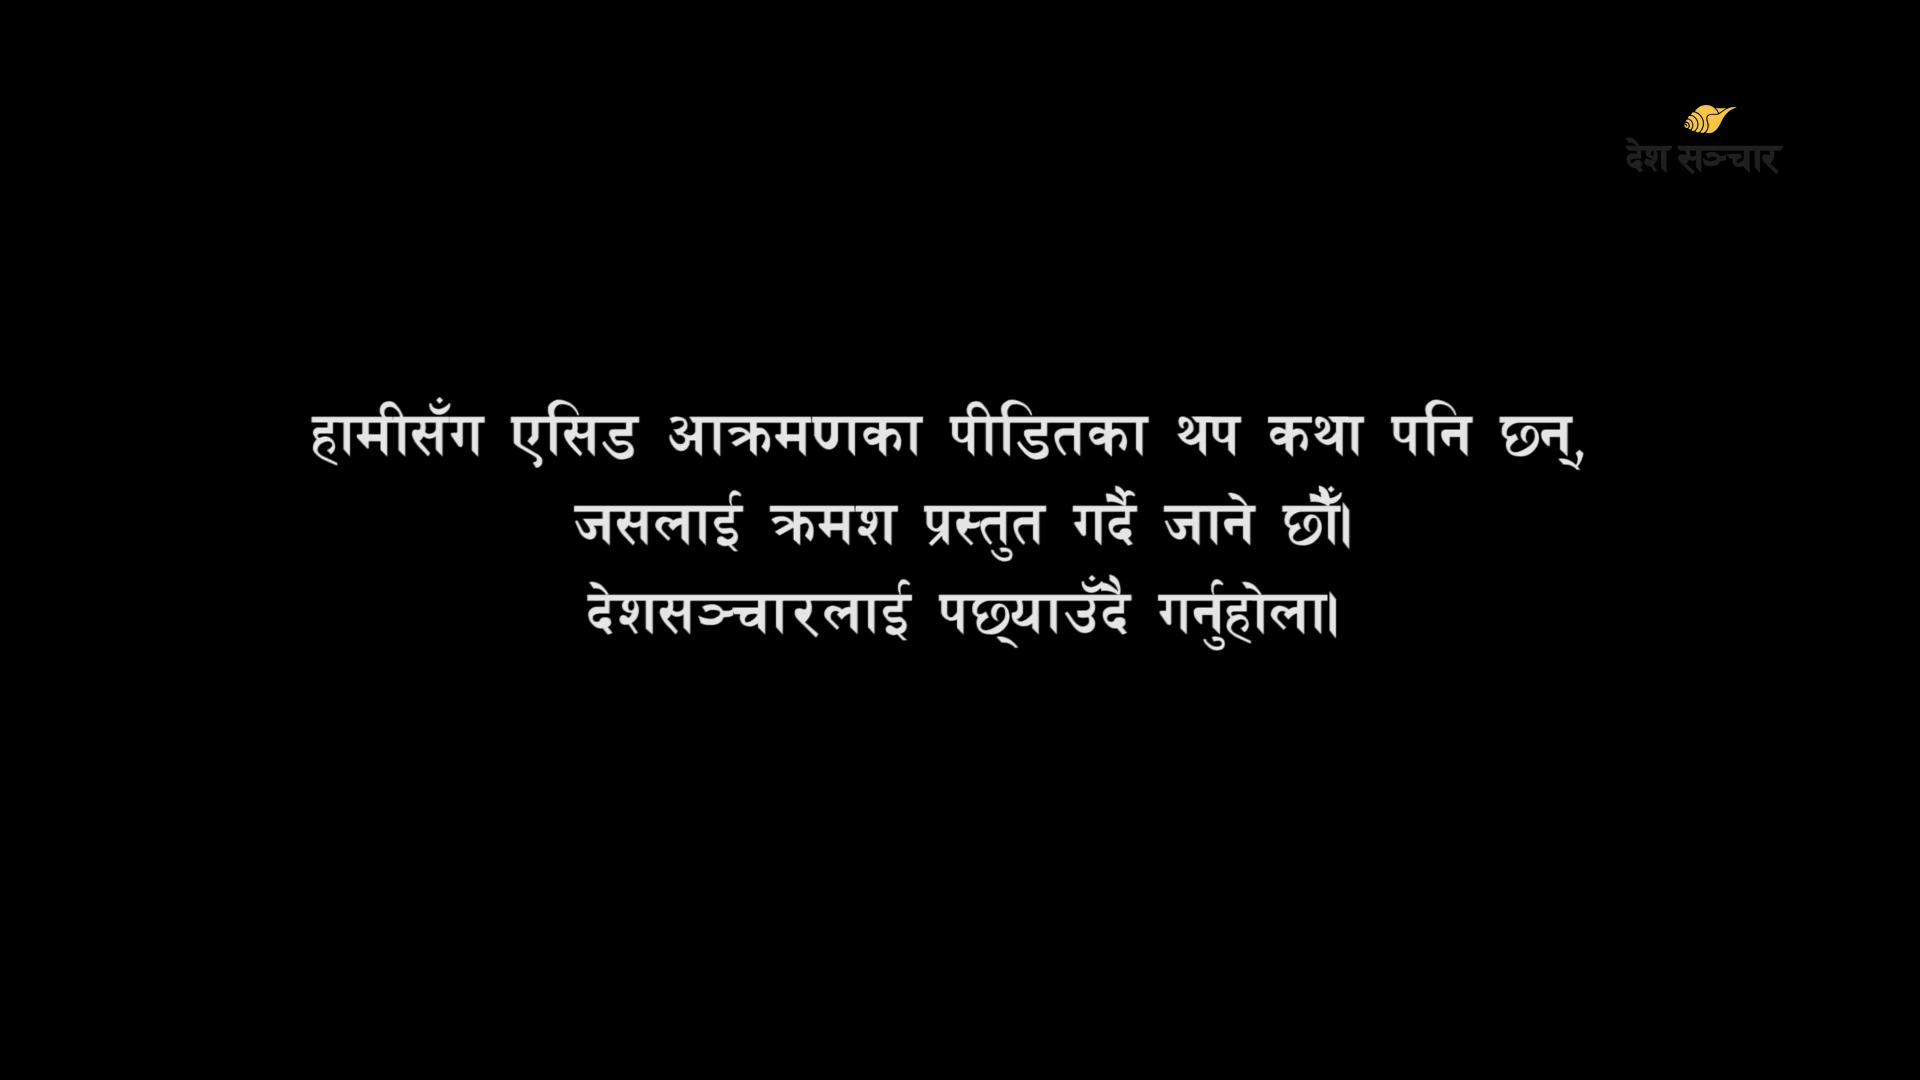 देश सञ्चार
हामीसँग एसिड आक्रमणका पीडितका थप कथा पनि छन्,
जसलाई क्रमश प्रस्तुत गर्दै जाने छौँ।
देशसञ्चारलाई पछ्याउँदै गर्नुहोला।